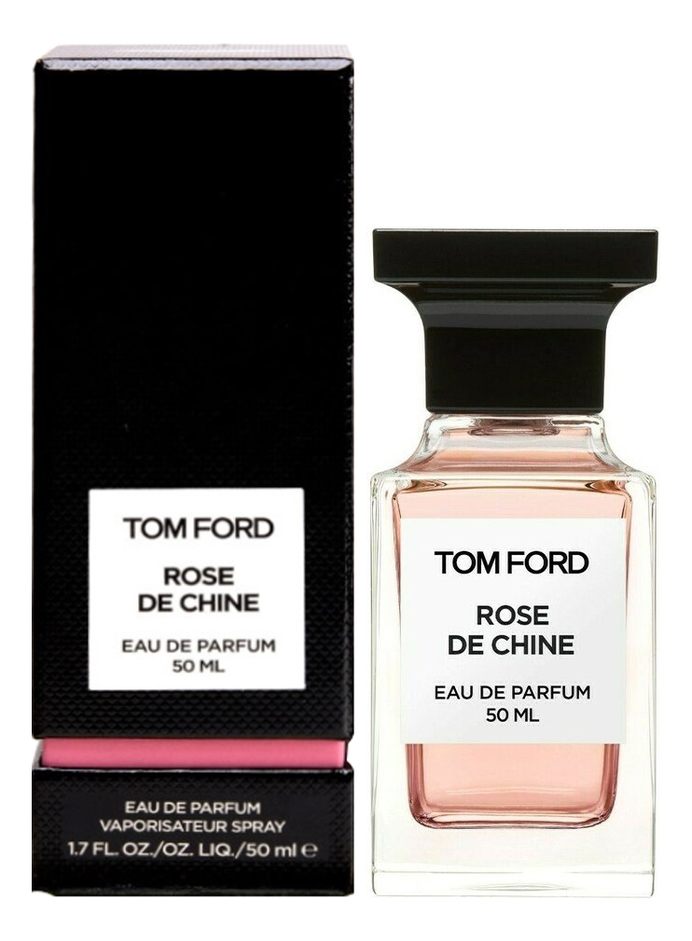 TOM FORD
ROSE
DE CHINE
EAU DE PARFUM
50 ML
EAU DE PARFUM
VAPORISATEUR SPRAY
1.7 FL. OZ./OZ. LIQ./50 ml ℮
TOM FORD
ROSE
DE CHINE
EAU DE PARFUM
50 ML